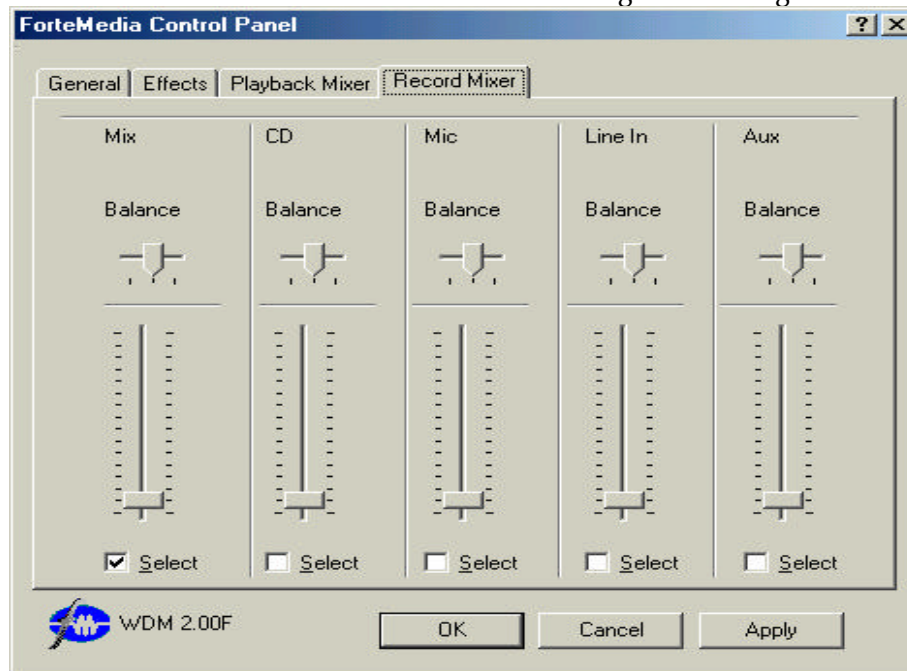 ForteMedia Control Panel
General Effects Playback Mixer Record Mixer
Mix CD Mic Line In Aux
Balance Balance Balance Balance Balance
Select Select Select Select Select
WDM 2.00F
OK Cancel Apply